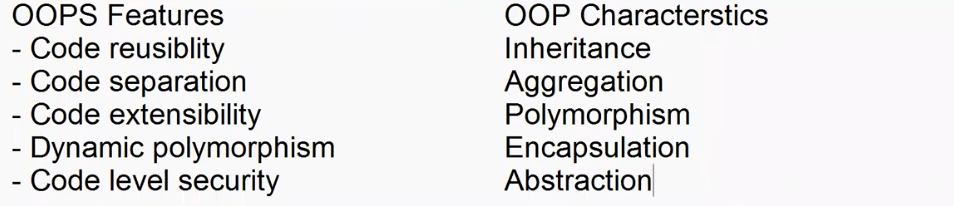 OOPS Features
- Code reusiblity
- Code separation
- Code extensibility
- Dynamic polymorphism
- Code level security
OOP Characterstics
Inheritance
Aggregation
Polymorphism
Encapsulation
Abstraction